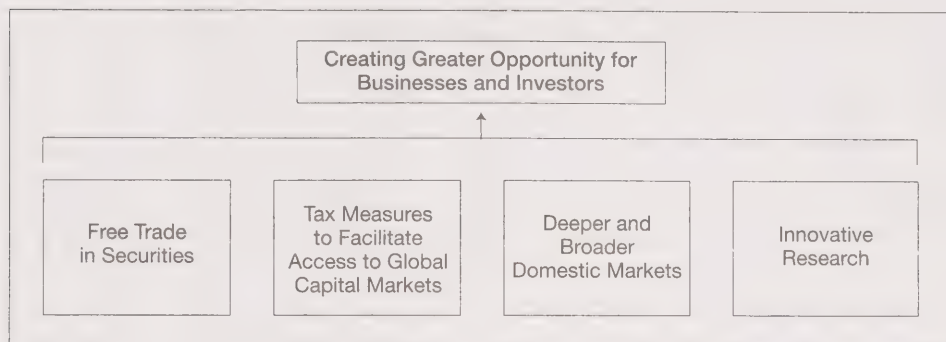 Creating Greater Opportunity for
Businesses and Investors
Free Trade
in Securities
Tax Measures
to Facilitate
Access to Global
Capital Markets
Deeper and
Broader
Domestic Markets
Innovative
Research